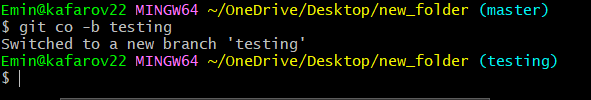 Emin@kafarov22 MINGW64 ~/OneDrive/Desktop/new_folder (master)
$ git co -b testing
Switched to a new branch 'testing'
Emin@kafarov22 MINGW64 ~/OneDrive/Desktop/new_folder (testing)
$